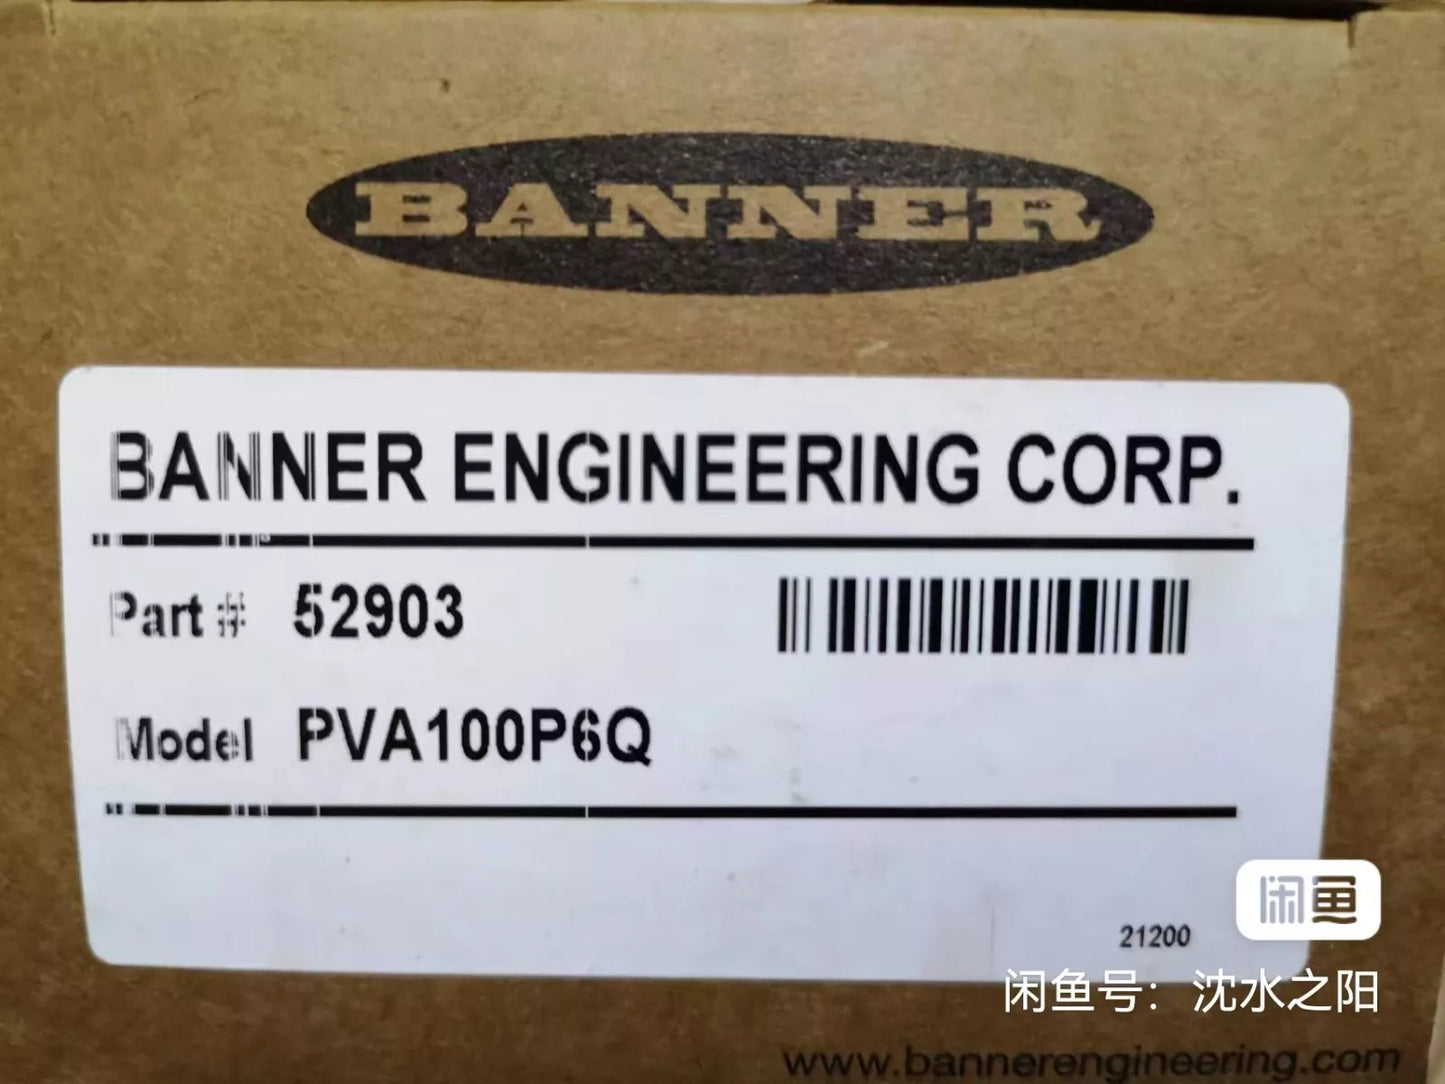 BANNER
BANNER ENGINEERING CORP.
Part # 52903
Model PVA100P6Q
21200
闲鱼
闲鱼号：沈水之阳
www.bannerengineering.com